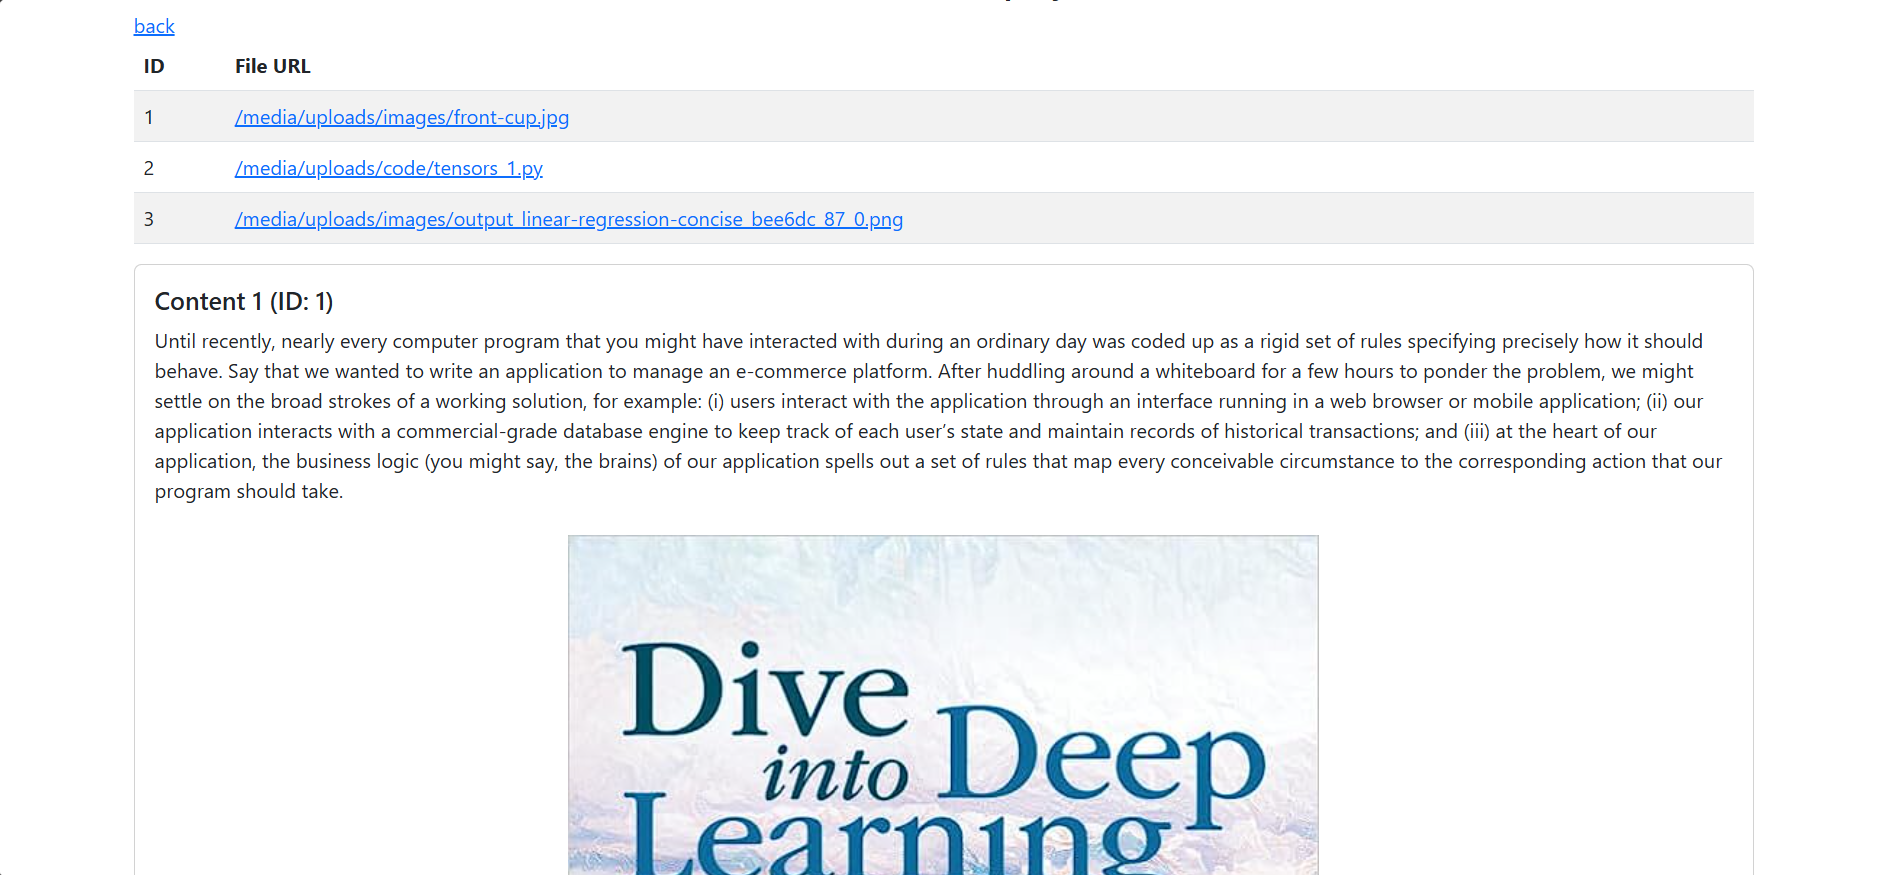 back
ID File URL
1 /media/uploads/images/front-cup.jpg
2 /media/uploads/code/tensors_1.py
3 /media/uploads/images/output_linear-regression-concise_bee6dc_87_0.png
Content 1 (ID: 1)
Until recently, nearly every computer program that you might have interacted with during an ordinary day was coded up as a rigid set of rules specifying precisely how it should
behave. Say that we wanted to write an application to manage an e-commerce platform. After huddling around a whiteboard for a few hours to ponder the problem, we might
settle on the broad strokes of a working solution, for example: (i) users interact with the application through an interface running in a web browser or mobile application; (ii) our
application interacts with a commercial-grade database engine to keep track of each user’s state and maintain records of historical transactions; and (iii) at the heart of our
application, the business logic (you might say, the brains) of our application spells out a set of rules that map every conceivable circumstance to the corresponding action that our
program should take.
Dive
into Deep
Learning